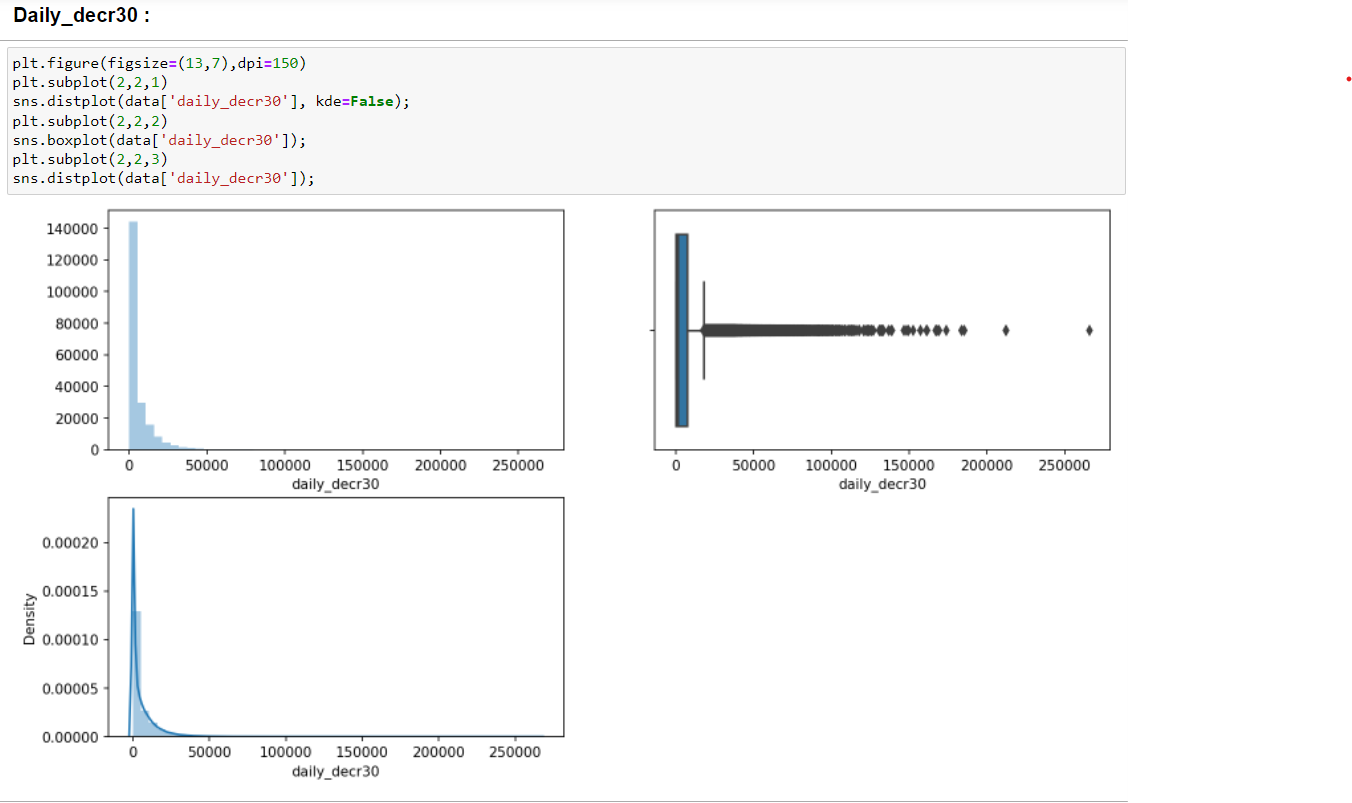 Daily_decr30 :
plt.figure(figsize=(13,7),dpi=150)
plt.subplot(2,2,1)
sns.distplot(data['daily_decr30'], kde=False);
plt.subplot(2,2,2)
sns.boxplot(data['daily_decr30']);
plt.subplot(2,2,3)
sns.distplot(data['daily_decr30']);
140000
120000
100000
80000
60000
40000
20000
0
0 50000 100000 150000 200000 250000
daily_decr30
0 50000 100000 150000 200000 250000
daily_decr30
Density
0.00020
0.00015
0.00010
0.00005
0.00000
0 50000 100000 150000 200000 250000
daily_decr30